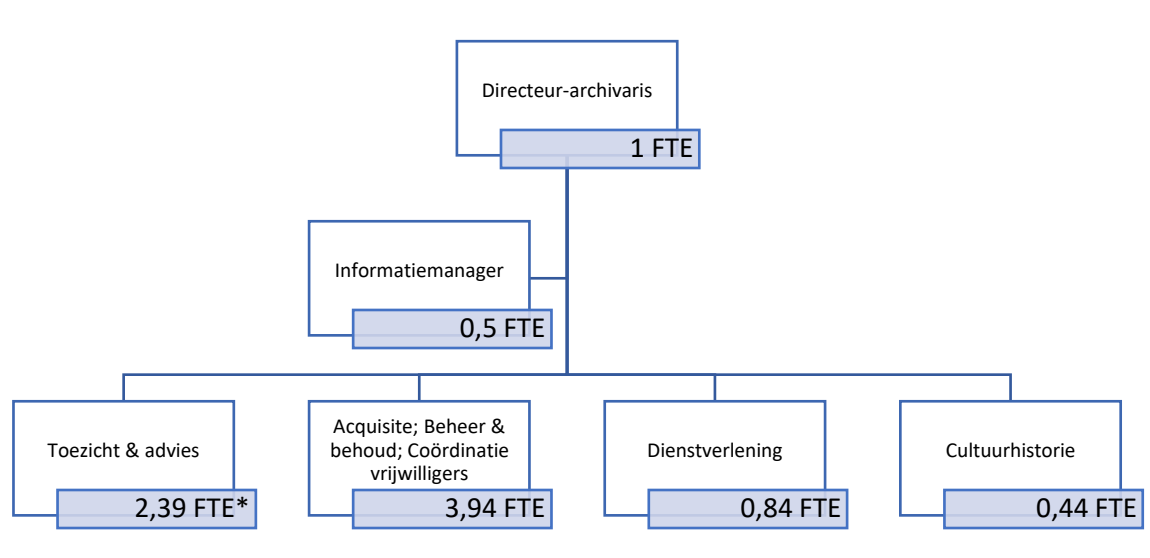 Directeur-archivaris
1 FTE
Informatiemanager
0,5 FTE
Toezicht & advies
2,39 FTE*
Acquisite; Beheer &
behoud; Coördinatie
vrijwilligers
3,94 FTE
Dienstverlening
0,84 FTE
Cultuurhistorie
0,44 FTE